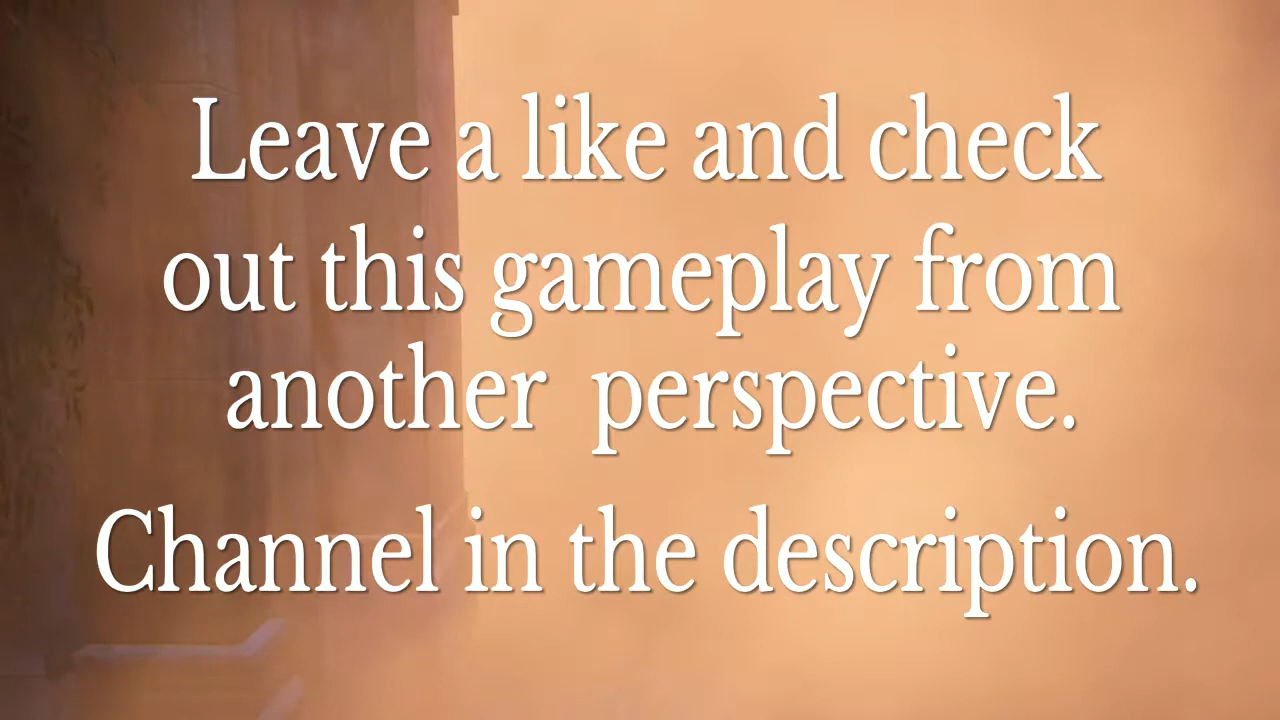 Leave a like and check
out this gameplay from
another  perspective.
Channel in the description.